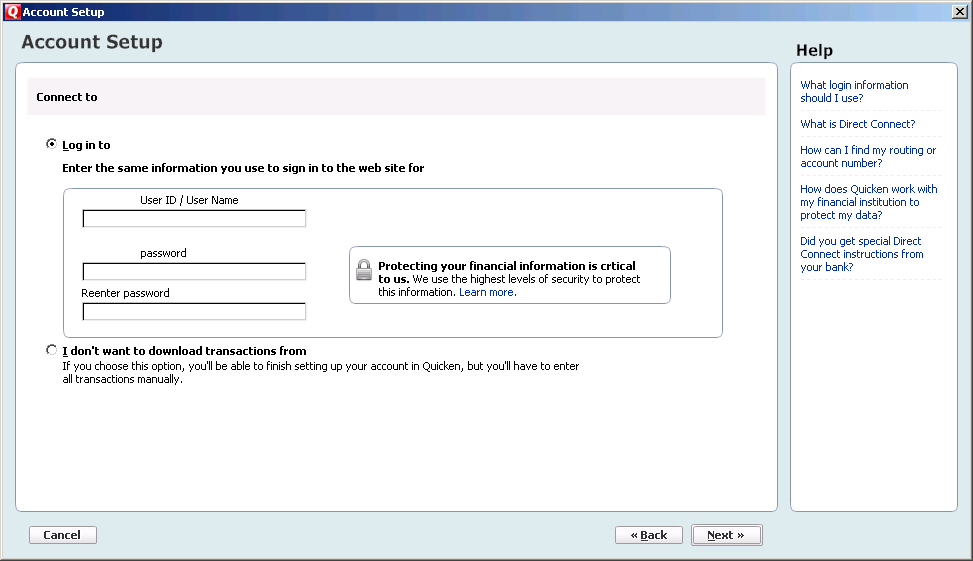 Q Account Setup
Account Setup
Connect to
Log in to
Enter the same information you use to sign in to the web site for
User ID / User Name
password
Reenter password
Protecting your financial information is crtical
to us. We use the highest levels of security to protect
this information. Learn more.
I don't want to download transactions from
If you choose this option, you'll be able to finish setting up your account in Quicken, but you'll have to enter
all transactions manually.
Cancel
« Back
Next »
Help
What login information
should I use?
What is Direct Connect?
How can I find my routing or
account number?
How does Quicken work with
my financial institution to
protect my data?
Did you get special Direct
Connect instructions from
your bank?